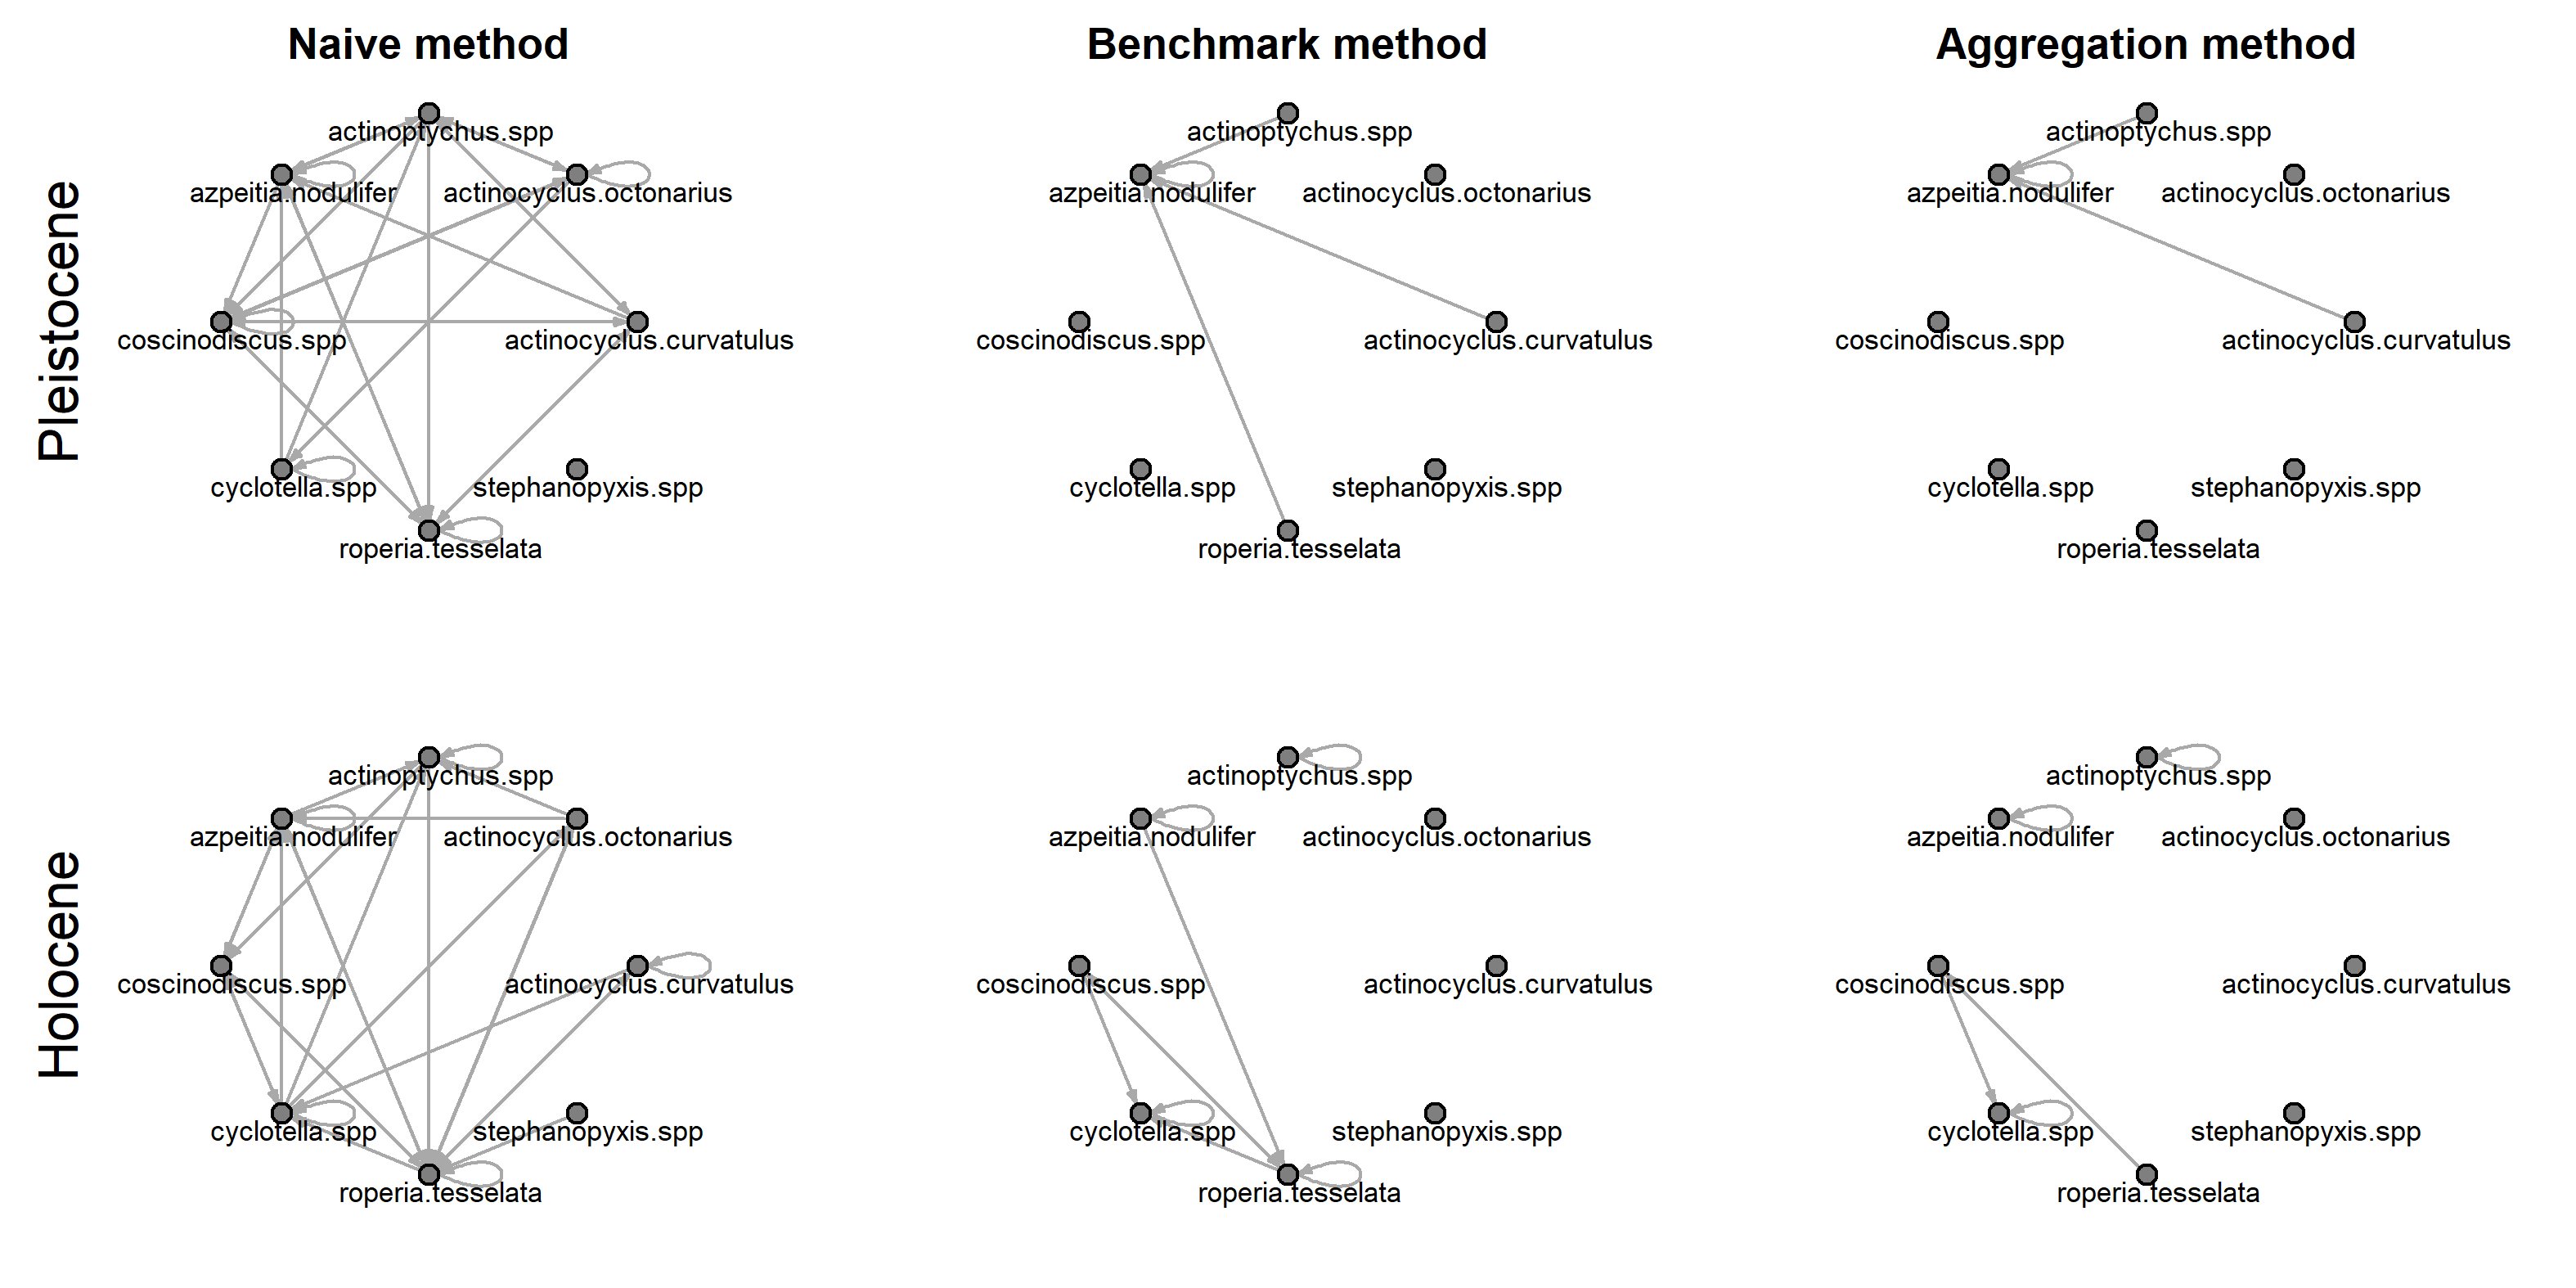 Naive method
Benchmark method
Aggregation method
Pleistocene
actinoptychus.spp
azpeitia.nodulifer
actinocyclus.octonarius
coscinodiscus.spp
actinocyclus.curvatulus
cyclotella.spp
stephanopyxis.spp
roperia.tesselata
actinoptychus.spp
azpeitia.nodulifer
actinocyclus.octonarius
coscinodiscus.spp
actinocyclus.curvatulus
cyclotella.spp
stephanopyxis.spp
roperia.tesselata
actinoptychus.spp
azpeitia.nodulifer
actinocyclus.octonarius
coscinodiscus.spp
actinocyclus.curvatulus
cyclotella.spp
stephanopyxis.spp
roperia.tesselata
Holocene
actinoptychus.spp
azpeitia.nodulifer
actinocyclus.octonarius
coscinodiscus.spp
actinocyclus.curvatulus
cyclotella.spp
stephanopyxis.spp
roperia.tesselata
actinoptychus.spp
azpeitia.nodulifer
actinocyclus.octonarius
coscinodiscus.spp
actinocyclus.curvatulus
cyclotella.spp
stephanopyxis.spp
roperia.tesselata
actinoptychus.spp
azpeitia.nodulifer
actinocyclus.octonarius
coscinodiscus.spp
actinocyclus.curvatulus
cyclotella.spp
stephanopyxis.spp
roperia.tesselata